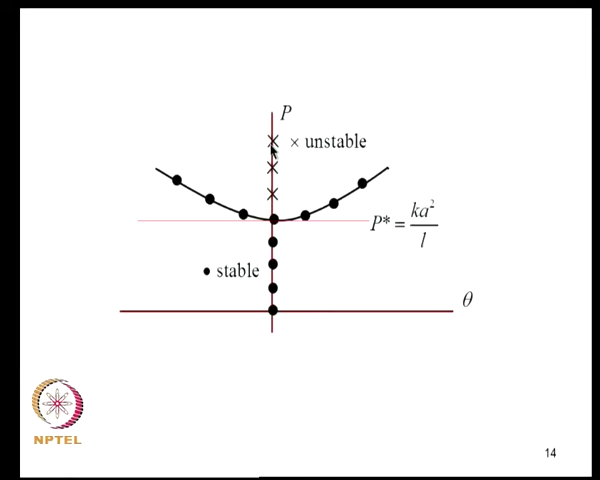 P
× unstable
P* = ka²/l
• stable
θ
NPTEL
14